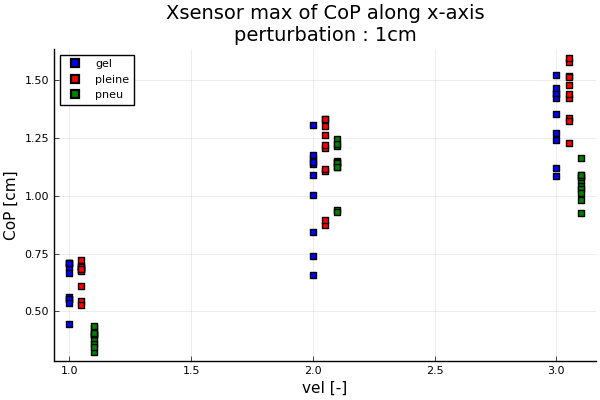 Xsensor max of CoP along x-axis
perturbation : 1cm
gel
pleine
pneu
CoP [cm]
1.50
1.25
1.00
0.75
0.50
1.0
1.5
2.0
2.5
3.0
vel [-]